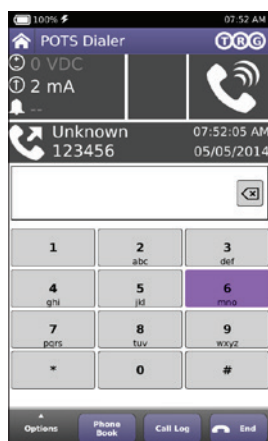 100% 07:52 AM
POTS Dialer TRG
0 VDC
2 mA
--
Unknown 07:52:05 AM
123456 05/05/2014
1 2 3
abc def
4 5 6
ghi jkl mno
7 8 9
pqrs tuv wxyz
* 0 #
Options Phone Book Call Log End